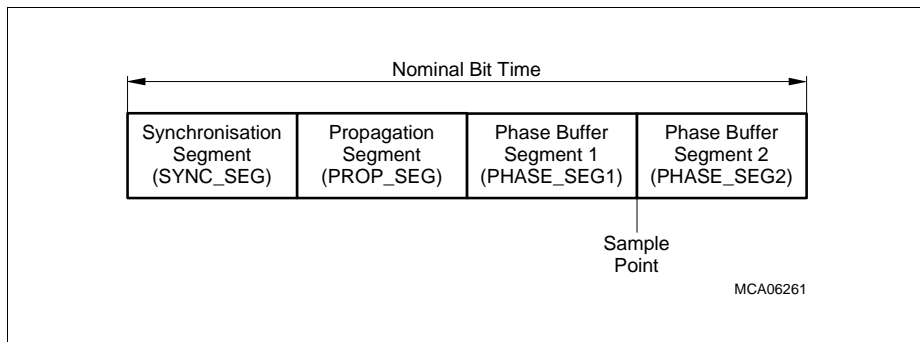 Nominal Bit Time
Synchronisation
Segment
(SYNC_SEG)
Propagation
Segment
(PROP_SEG)
Phase Buffer
Segment 1
(PHASE_SEG1)
Phase Buffer
Segment 2
(PHASE_SEG2)
Sample
Point
MCA06261